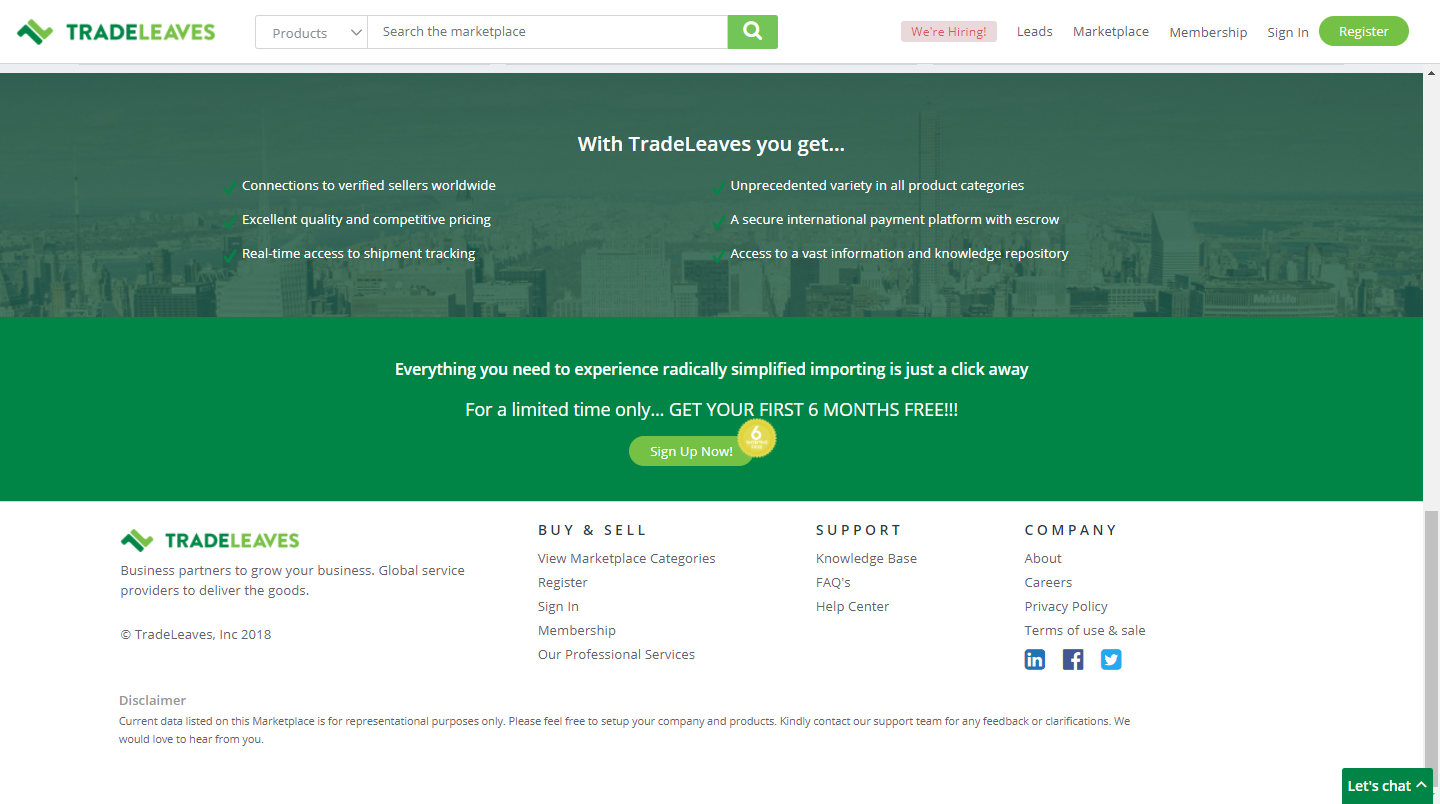 TRADELEAVES
Products
Search the marketplace
We're Hiring!
Leads
Marketplace
Membership
Sign In
Register
With TradeLeaves you get...
Connections to verified sellers worldwide
Unprecedented variety in all product categories
Excellent quality and competitive pricing
A secure international payment platform with escrow
Real-time access to shipment tracking
Access to a vast information and knowledge repository
MetLife
Everything you need to experience radically simplified importing is just a click away
For a limited time only... GET YOUR FIRST 6 MONTHS FREE!!!
Sign Up Now!
6
TRADELEAVES
Business partners to grow your business. Global service
providers to deliver the goods.
© TradeLeaves, Inc 2018
BUY & SELL
View Marketplace Categories
Register
Sign In
Membership
Our Professional Services
SUPPORT
Knowledge Base
FAQ's
Help Center
COMPANY
About
Careers
Privacy Policy
Terms of use & sale
Disclaimer
Current data listed on this Marketplace is for representational purposes only. Please feel free to setup your company and products. Kindly contact our support team for any feedback or clarifications. We
would love to hear from you.
Let's chat